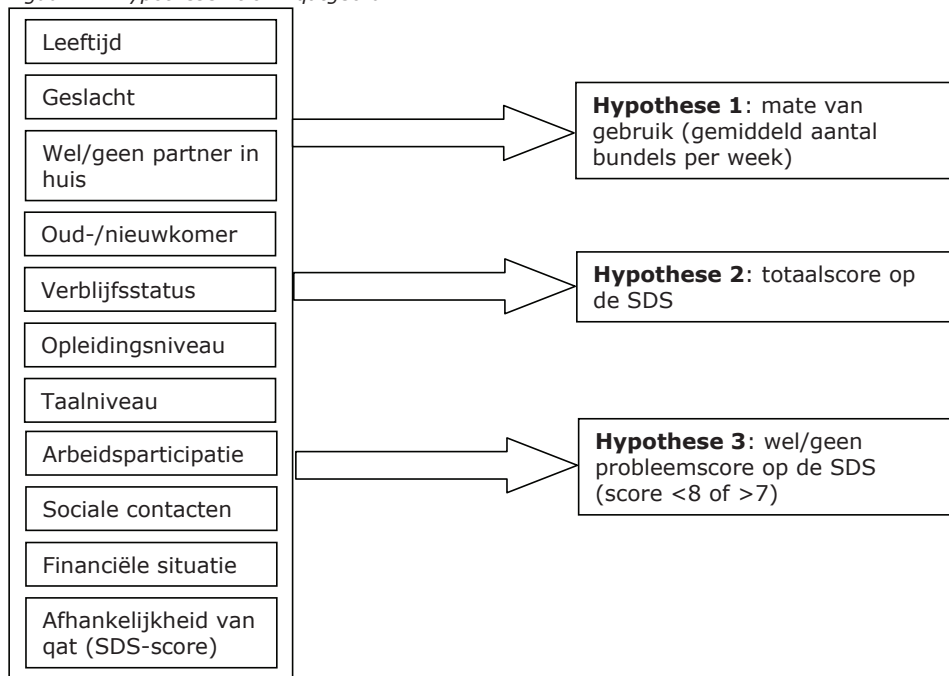 Leeftijd
Geslacht
Wel/geen partner in
huis
Oud-/nieuwkomer
Verblijfsstatus
Opleidingsniveau
Taalniveau
Arbeidsparticipatie
Sociale contacten
Financiële situatie
Afhankelijkheid van
qat (SDS-score)
Hypothese 1: mate van
gebruik (gemiddeld aantal
bundels per week)
Hypothese 2: totaalscore op
de SDS
Hypothese 3: wel/geen
probleemscore op de SDS
(score <8 of >7)